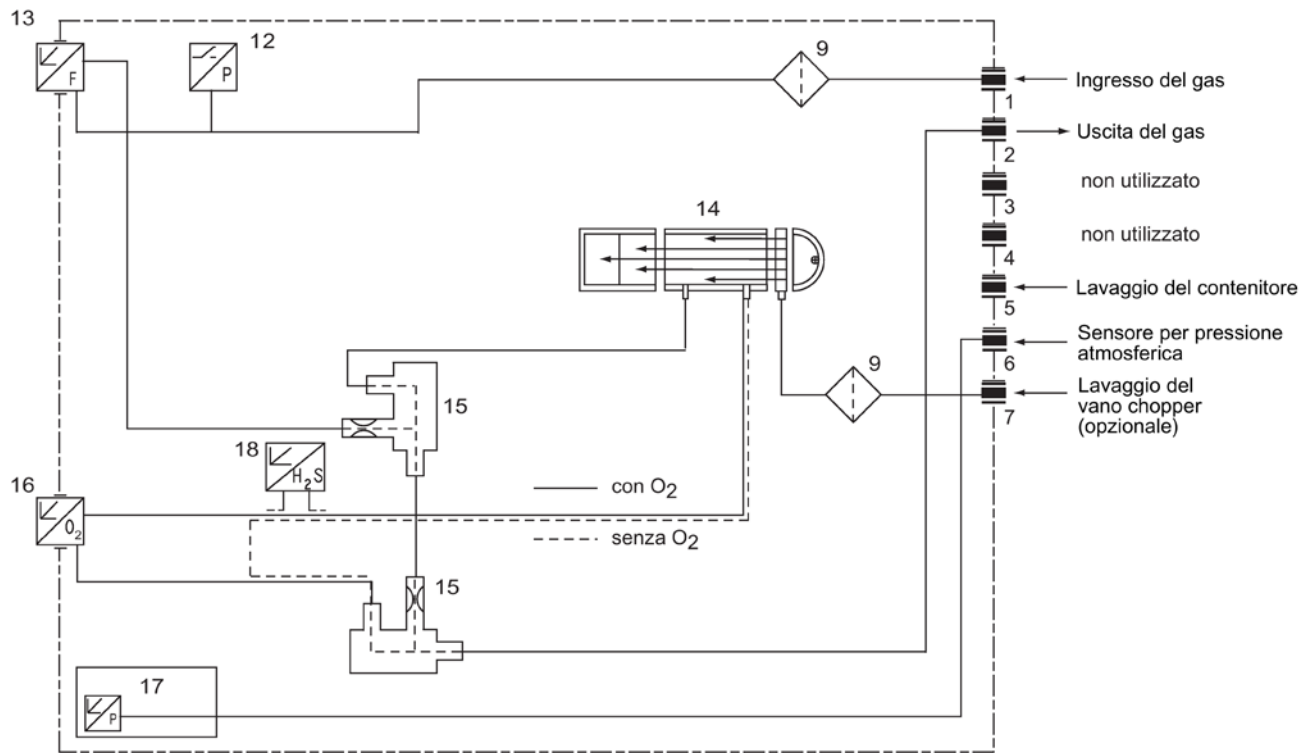 13
F
12
P
9
1
Ingresso del gas
2
Uscita del gas
3
non utilizzato
4
non utilizzato
14
5
Lavaggio del contenitore
6
Sensore per pressione
atmosferica
9
7
Lavaggio del
vano chopper
(opzionale)
15
18
H2S
con O2
16
O2
senza O2
15
17
P